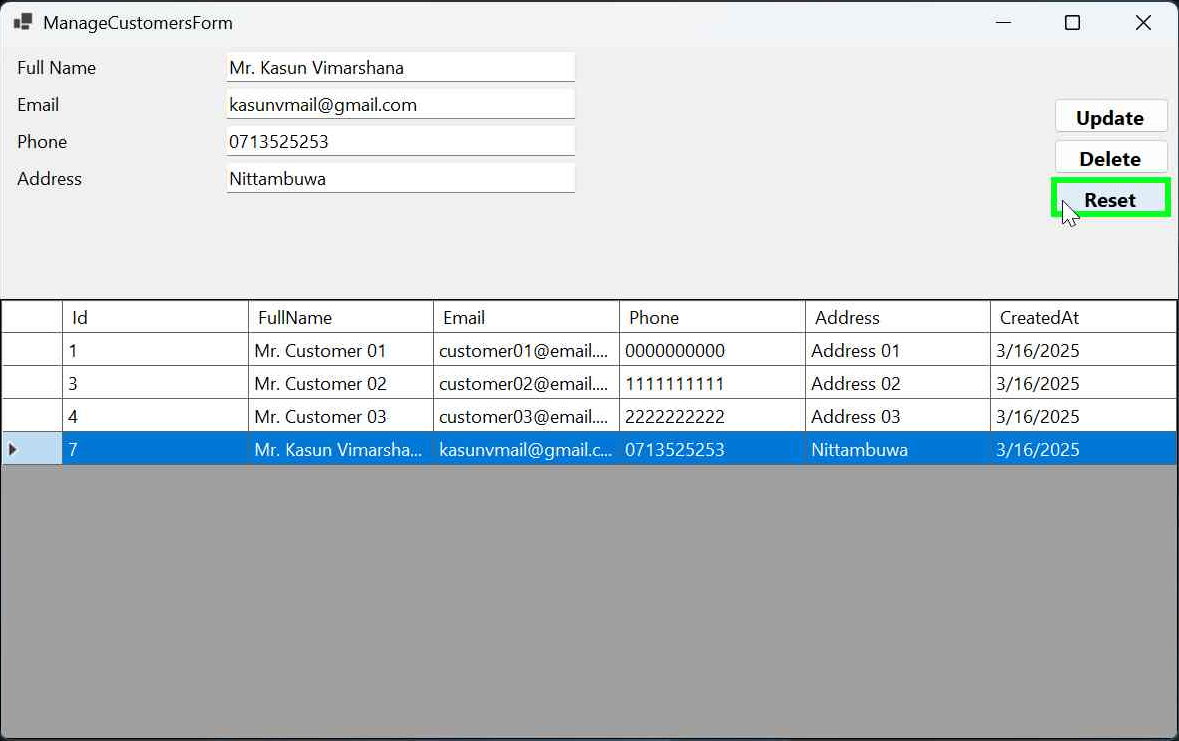 ManageCustomersForm
Full Name Mr. Kasun Vimarshana
Email kasunvmail@gmail.com
Phone 0713525253
Address Nittambuwa
Update
Delete
Reset
Id FullName Email Phone Address CreatedAt
1 Mr. Customer 01 customer01@email.... 0000000000 Address 01 3/16/2025
3 Mr. Customer 02 customer02@email.... 1111111111 Address 02 3/16/2025
4 Mr. Customer 03 customer03@email.... 2222222222 Address 03 3/16/2025
7 Mr. Kasun Vimarsha... kasunvmail@gmail.c... 0713525253 Nittambuwa 3/16/2025